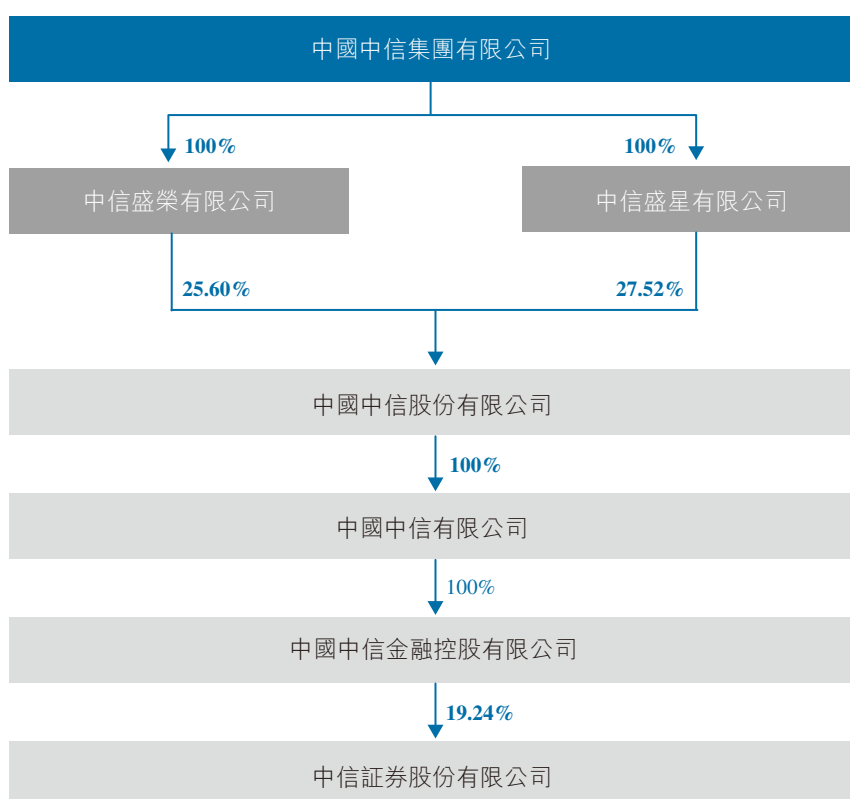 中國中信集團有限公司
100%
100%
中信盛榮有限公司
中信盛星有限公司
25.60%
27.52%
中國中信股份有限公司
100%
中國中信有限公司
100%
中國中信金融控股有限公司
19.24%
中信証券股份有限公司